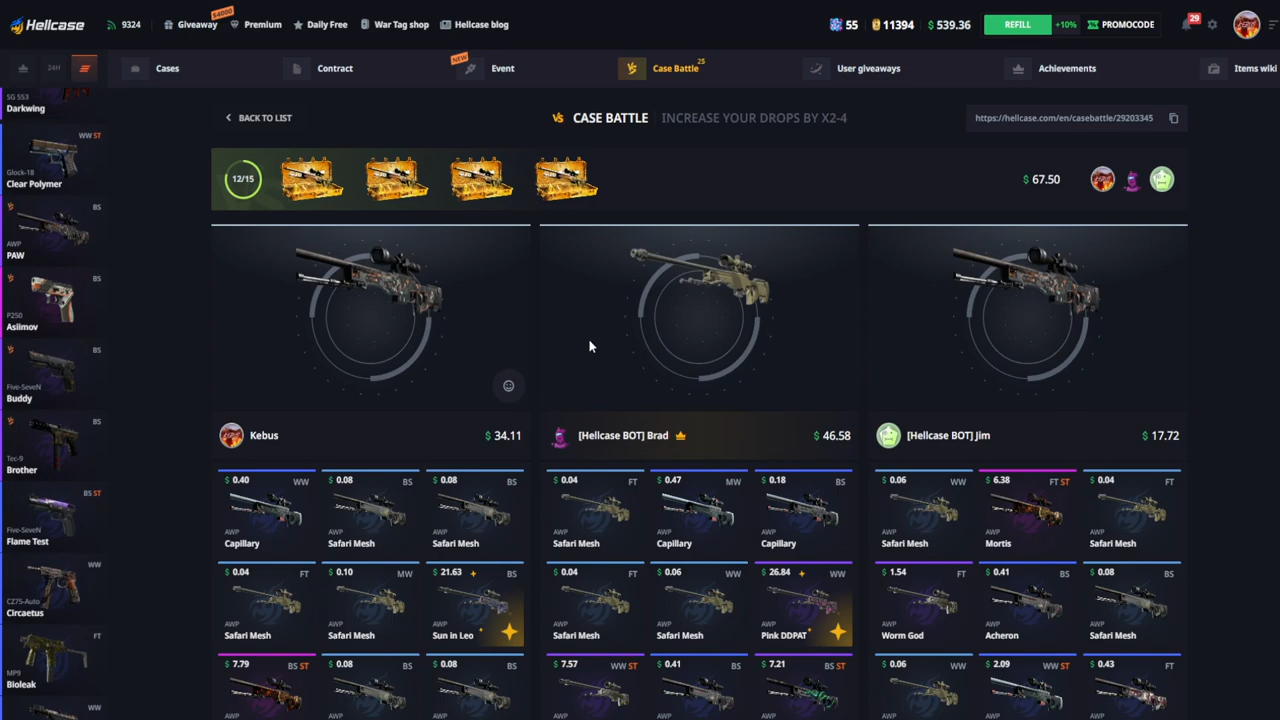 Hellcase
9324
Giveaway
$4000
Premium
Daily Free
War Tag shop
Hellcase blog
55
11394
$ 539.36
REFILL
+10%
PROMOCODE
29
24H
Cases
Contract
NEW
Event
Case Battle 25
User giveaways
Achievements
Items wiki
BACK TO LIST
CASE BATTLE INCREASE YOUR DROPS BY X2-4
https://hellcase.com/en/casebattle/29203345
12/15
$ 67.50
SG 553
Darkwing
WW ST
Glock-18
Clear Polymer
BS
AWP
PAW
BS
P250
Asiimov
BS
Five-SeveN
Buddy
BS
Tec-9
Brother
BS ST
Five-SeveN
Flame Test
WW
CZ75-Auto
Circaetus
FT
MP9
Bioleak
WW
Kebus
$ 34.11
[Hellcase BOT] Brad
$ 46.58
[Hellcase BOT] Jim
$ 17.72
$ 0.40 WW
AWP
Capillary
$ 0.08 BS
AWP
Safari Mesh
$ 0.08 BS
AWP
Safari Mesh
$ 0.04 FT
AWP
Safari Mesh
$ 0.47 MW
AWP
Capillary
$ 0.18 BS
AWP
Capillary
$ 0.06 WW
AWP
Safari Mesh
$ 6.38 FT ST
AWP
Mortis
$ 0.04 FT
AWP
Safari Mesh
$ 0.04 FT
AWP
Safari Mesh
$ 0.10 MW
AWP
Safari Mesh
$ 21.63 BS
AWP
Sun in Leo
$ 0.04 FT
AWP
Safari Mesh
$ 0.06 WW
AWP
Safari Mesh
$ 26.84 WW
AWP
Pink DDPAT
$ 1.54 FT
AWP
Worm God
$ 0.41 BS
AWP
Acheron
$ 0.08 BS
AWP
Safari Mesh
$ 7.79 BS ST
AWP
$ 0.08 BS
AWP
$ 0.08 BS
AWP
$ 7.57 WW ST
AWP
$ 0.41 BS
AWP
$ 7.21 BS ST
AWP
$ 0.06 WW
AWP
$ 2.09 WW ST
AWP
$ 0.43 FT
AWP